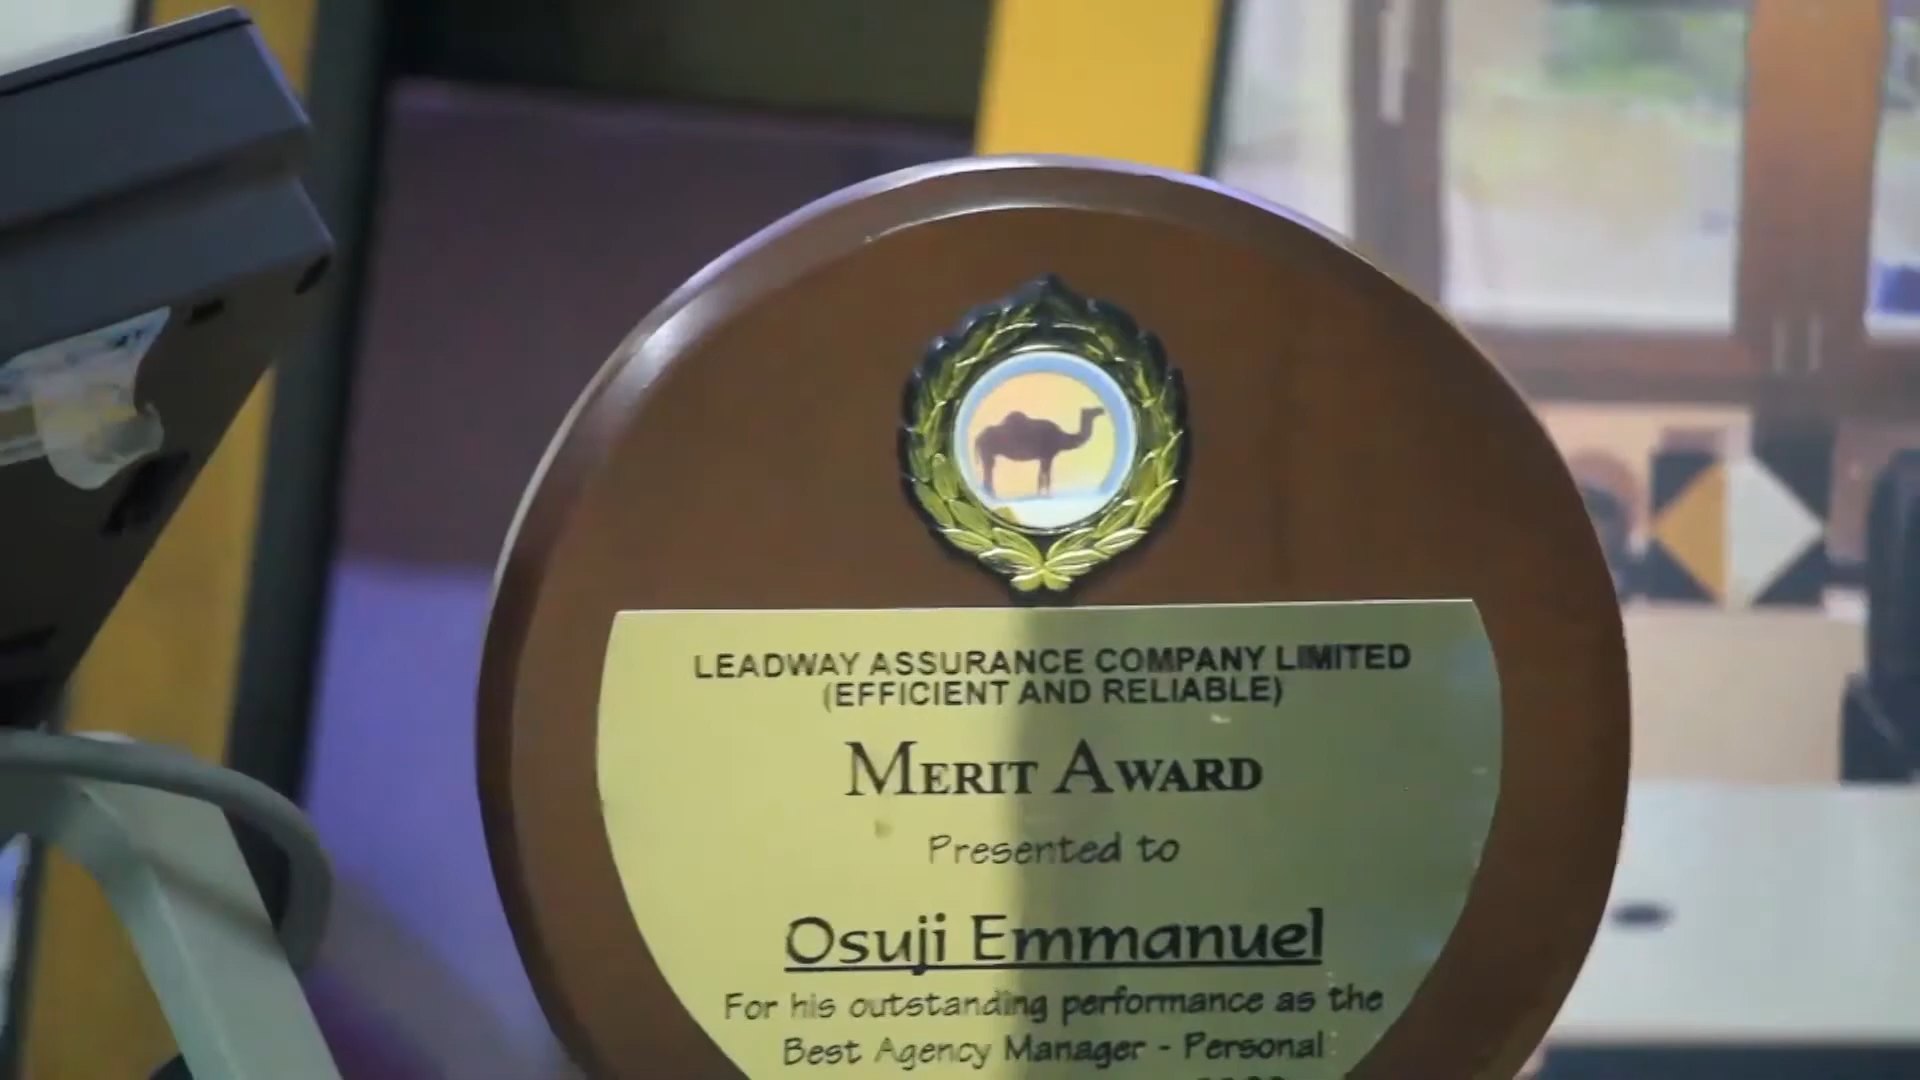 LEADWAY ASSURANCE COMPANY LIMITED
(EFFICIENT AND RELIABLE)
MERIT AWARD
Presented to
Osuji Emmanuel
For his outstanding performance as the
Best Agency Manager - Personal